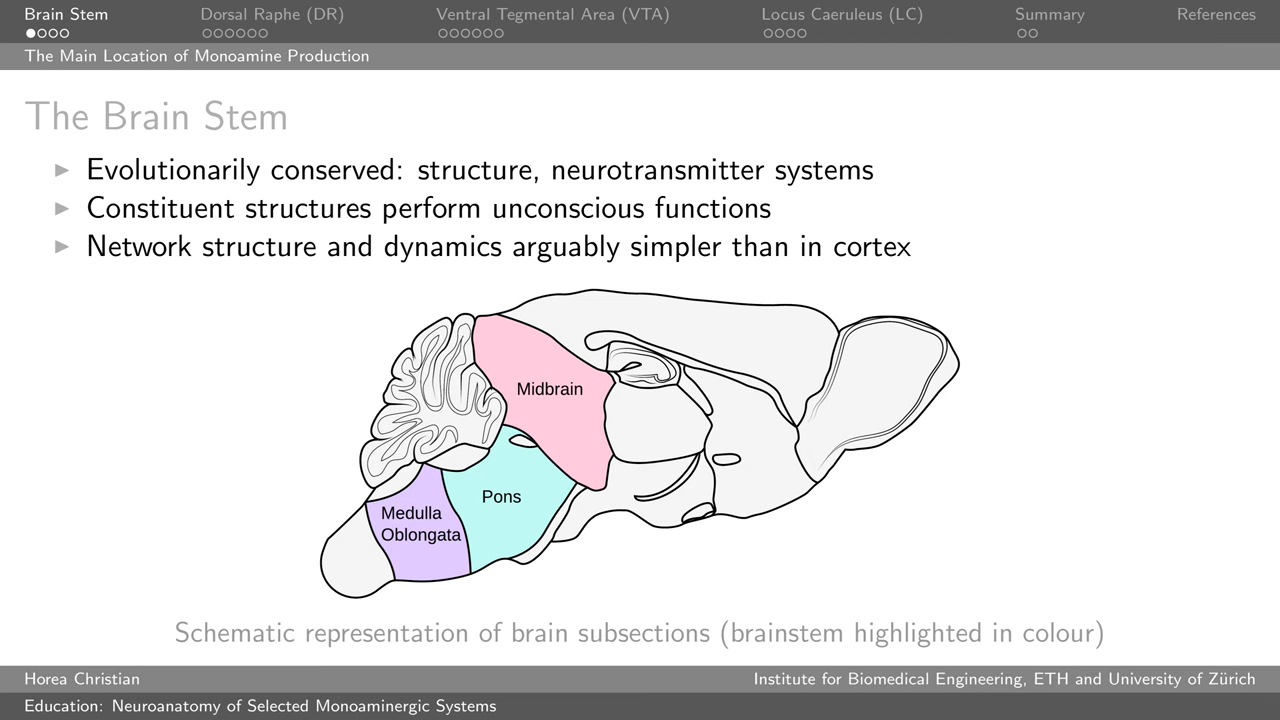 Brain Stem
Dorsal Raphe (DR)
Ventral Tegmental Area (VTA)
Locus Caeruleus (LC)
Summary
References
The Main Location of Monoamine Production
The Brain Stem
Evolutionarily conserved: structure, neurotransmitter systems
Constituent structures perform unconscious functions
Network structure and dynamics arguably simpler than in cortex
Midbrain
Pons
Medulla
Oblongata
Schematic representation of brain subsections (brainstem highlighted in colour)
Horea Christian
Institute for Biomedical Engineering, ETH and University of Zürich
Education: Neuroanatomy of Selected Monoaminergic Systems